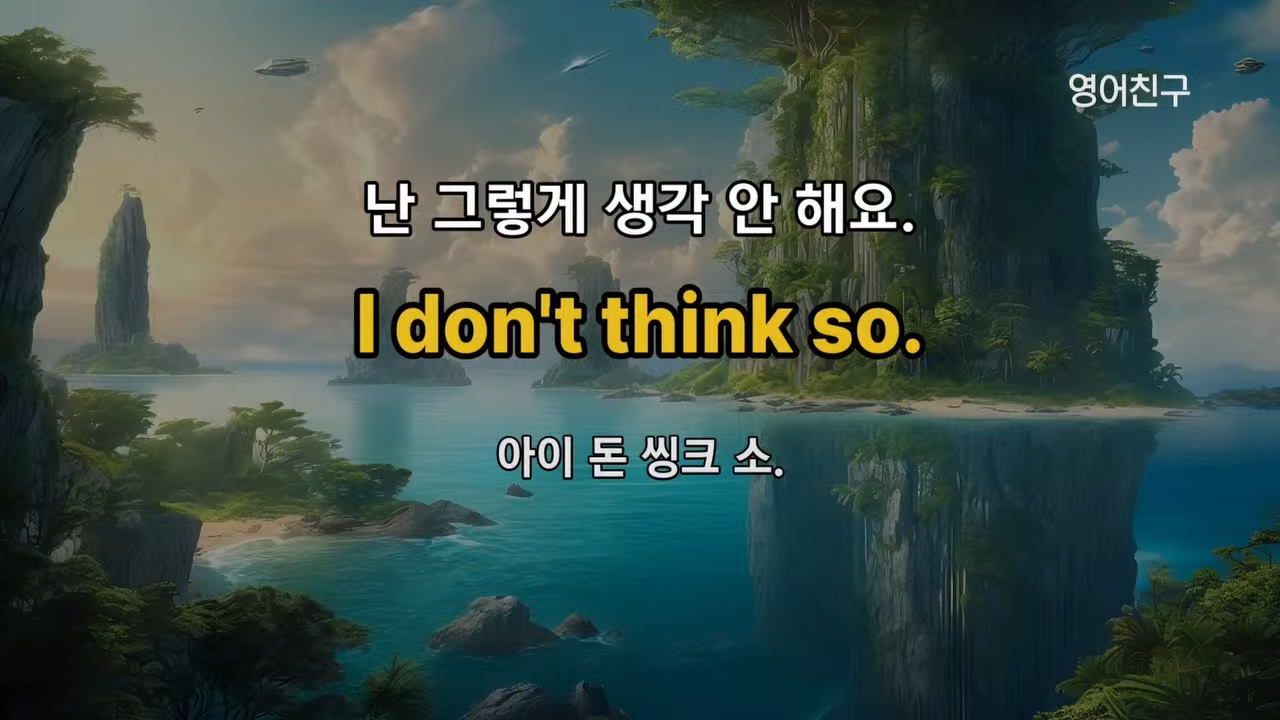 영어친구
난 그렇게 생각 안 해요.
I don't think so.
아이 돈 씽크 소.